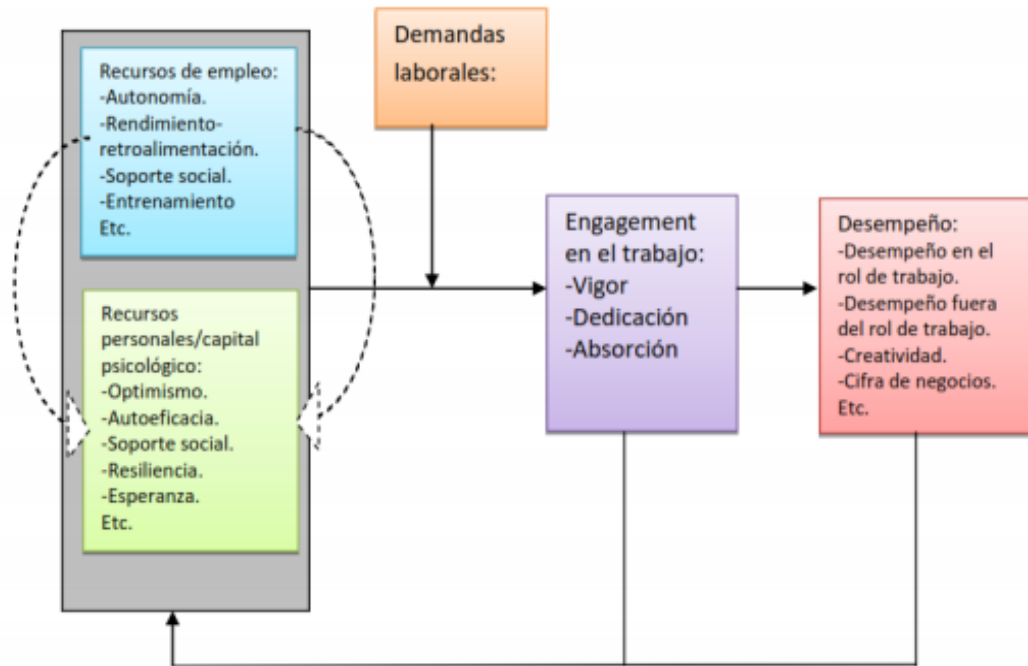 Recursos de empleo:
-Autonomía.
-Rendimiento-
retroalimentación.
-Soporte social.
-Entrenamiento
Etc.
Recursos
personales/capital
psicológico:
-Optimismo.
-Autoeficacia.
-Soporte social.
-Resiliencia.
-Esperanza.
Etc.
Demandas
laborales:
Engagement
en el trabajo:
-Vigor
-Dedicación
-Absorción
Desempeño:
-Desempeño en el
rol de trabajo.
-Desempeño fuera
del rol de trabajo.
-Creatividad.
-Cifra de negocios.
Etc.